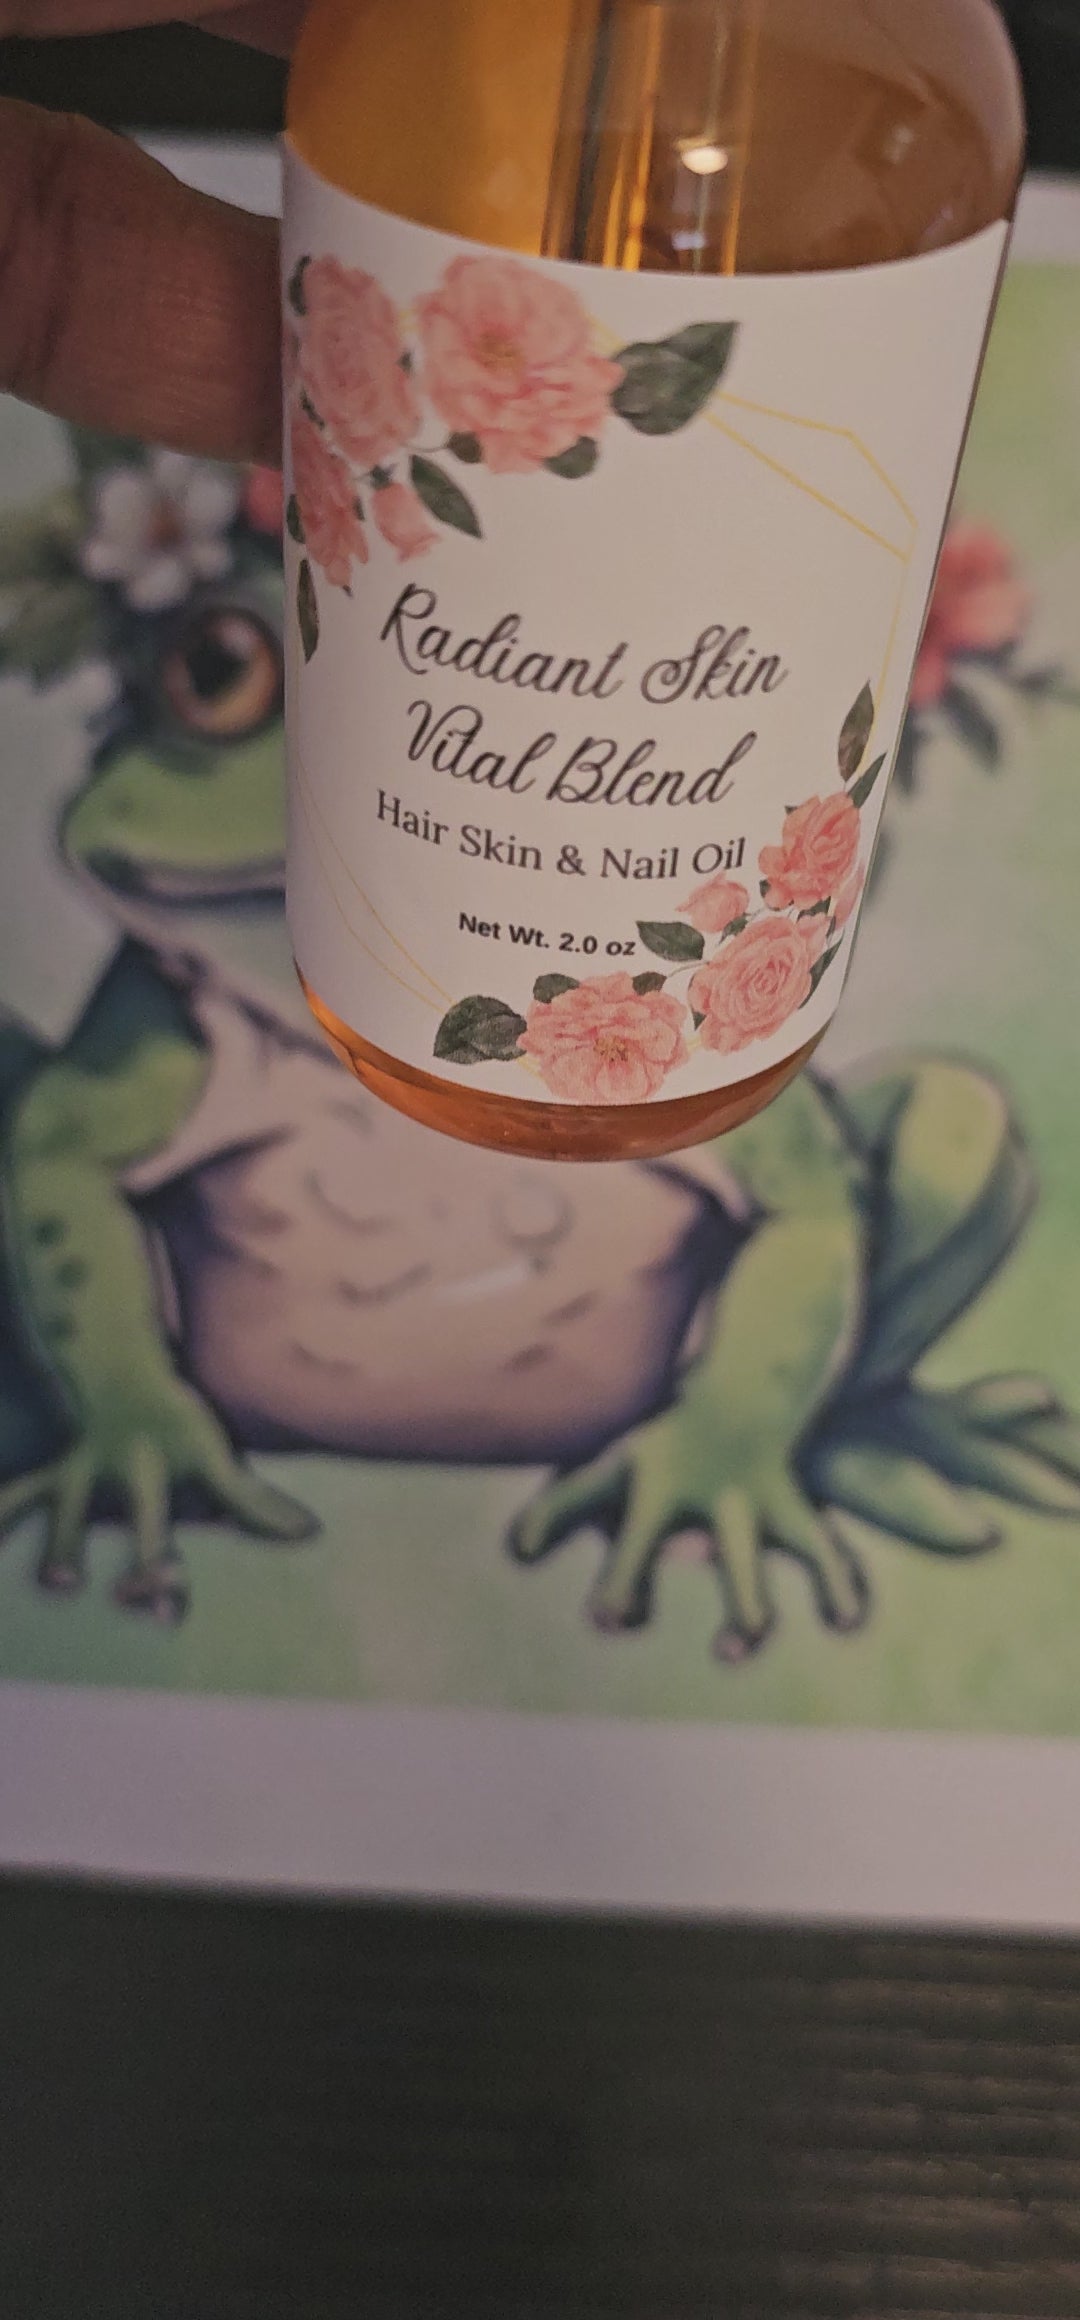 Radiant Skin
Vital Blend
Hair Skin & Nail Oil
Net Wt. 2.0 oz